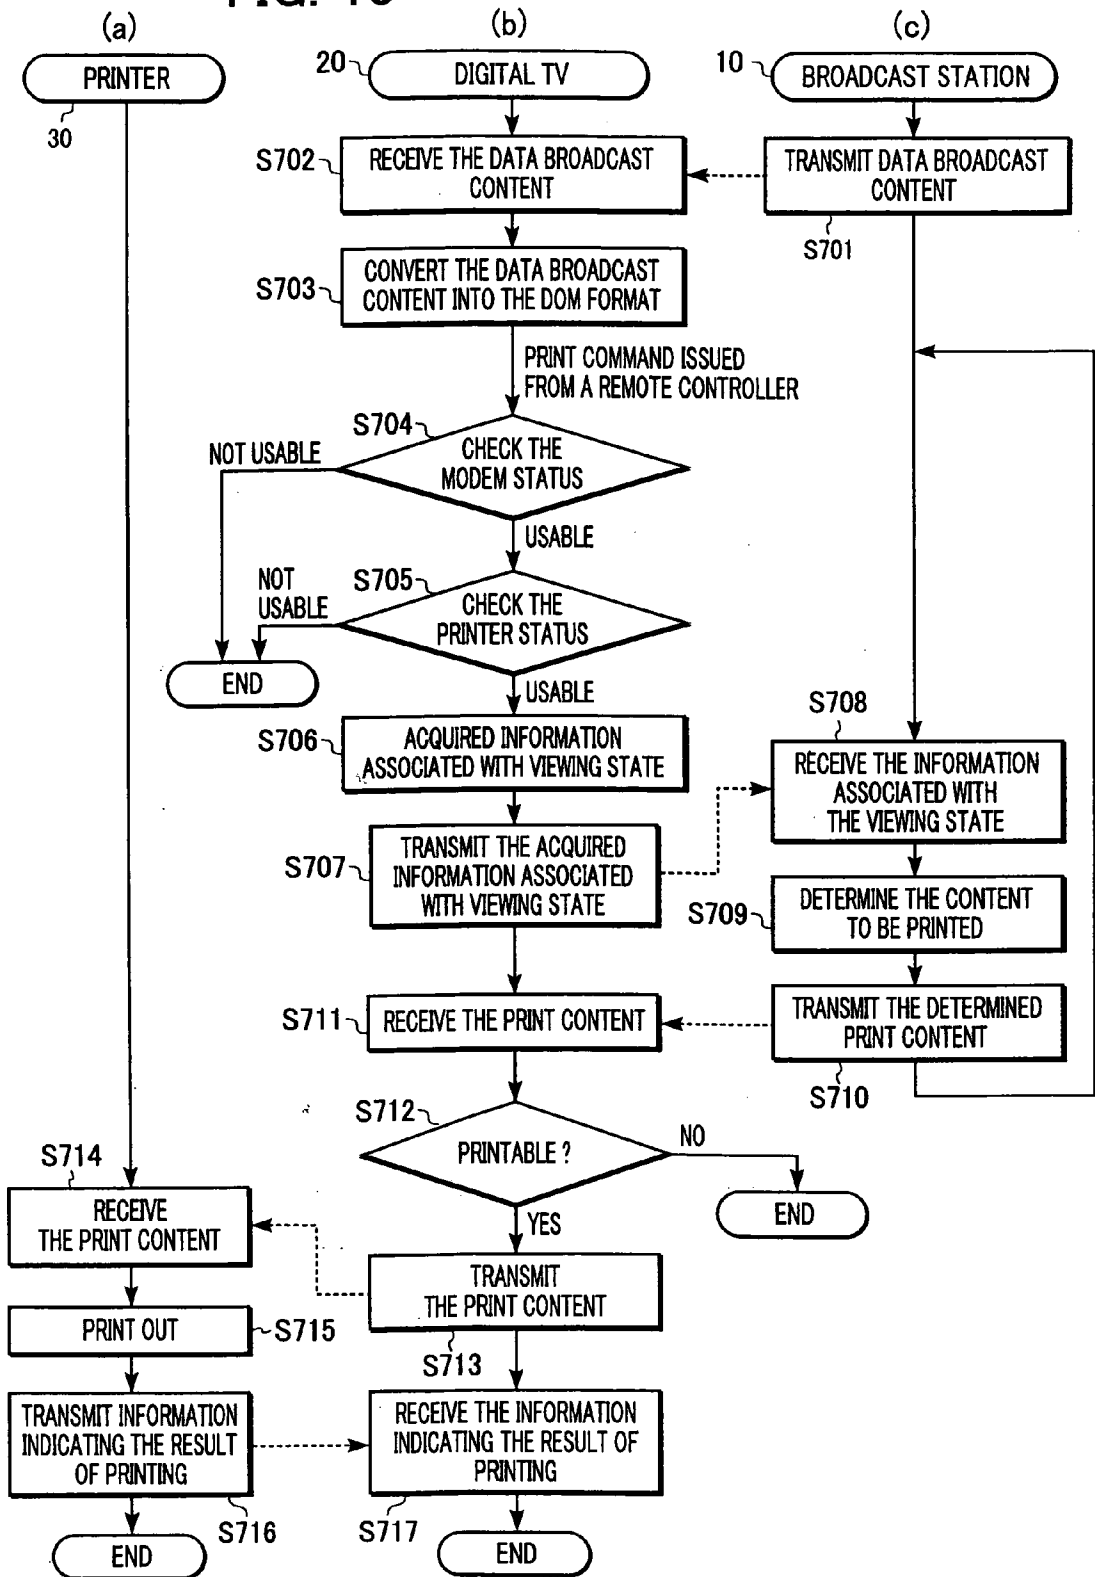 (a)
(b)
(c)
PRINTER
30
20
DIGITAL TV
10
BROADCAST STATION
S702
RECEIVE THE DATA BROADCAST
CONTENT
TRANSMIT DATA BROADCAST
CONTENT
S701
S703
CONVERT THE DATA BROADCAST
CONTENT INTO THE DOM FORMAT
PRINT COMMAND ISSUED
FROM A REMOTE CONTROLLER
S704
CHECK THE
MODEM STATUS
NOT USABLE
USABLE
S705
CHECK THE
PRINTER STATUS
NOT
USABLE
END
USABLE
S706
ACQUIRED INFORMATION
ASSOCIATED WITH VIEWING STATE
S707
TRANSMIT THE ACQUIRED
INFORMATION ASSOCIATED
WITH VIEWING STATE
S708
RECEIVE THE INFORMATION
ASSOCIATED WITH
THE VIEWING STATE
S709
DETERMINE THE CONTENT
TO BE PRINTED
S711
RECEIVE THE PRINT CONTENT
TRANSMIT THE DETERMINED
PRINT CONTENT
S710
S712
PRINTABLE ?
NO
END
YES
S714
RECEIVE
THE PRINT CONTENT
TRANSMIT
THE PRINT CONTENT
S713
PRINT OUT
S715
TRANSMIT INFORMATION
INDICATING THE RESULT
OF PRINTING
S716
RECEIVE THE INFORMATION
INDICATING THE RESULT OF
PRINTING
S717
END
END